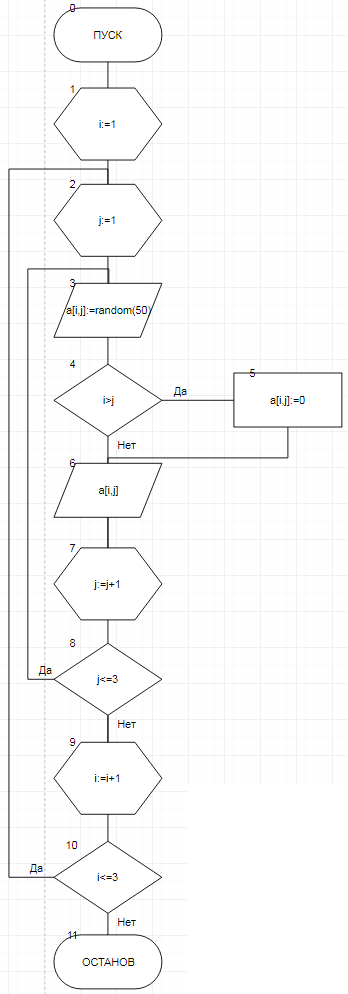 0
ПУСК
1
i:=1
2
j:=1
3
a[i,j]:=random(50)
4
i>j
Да
5
a[i,j]:=0
Нет
6
a[i,j]
7
j:=j+1
8
Да
j<=3
Нет
9
i:=i+1
10
Да
i<=3
Нет
11
ОСТАНОВ